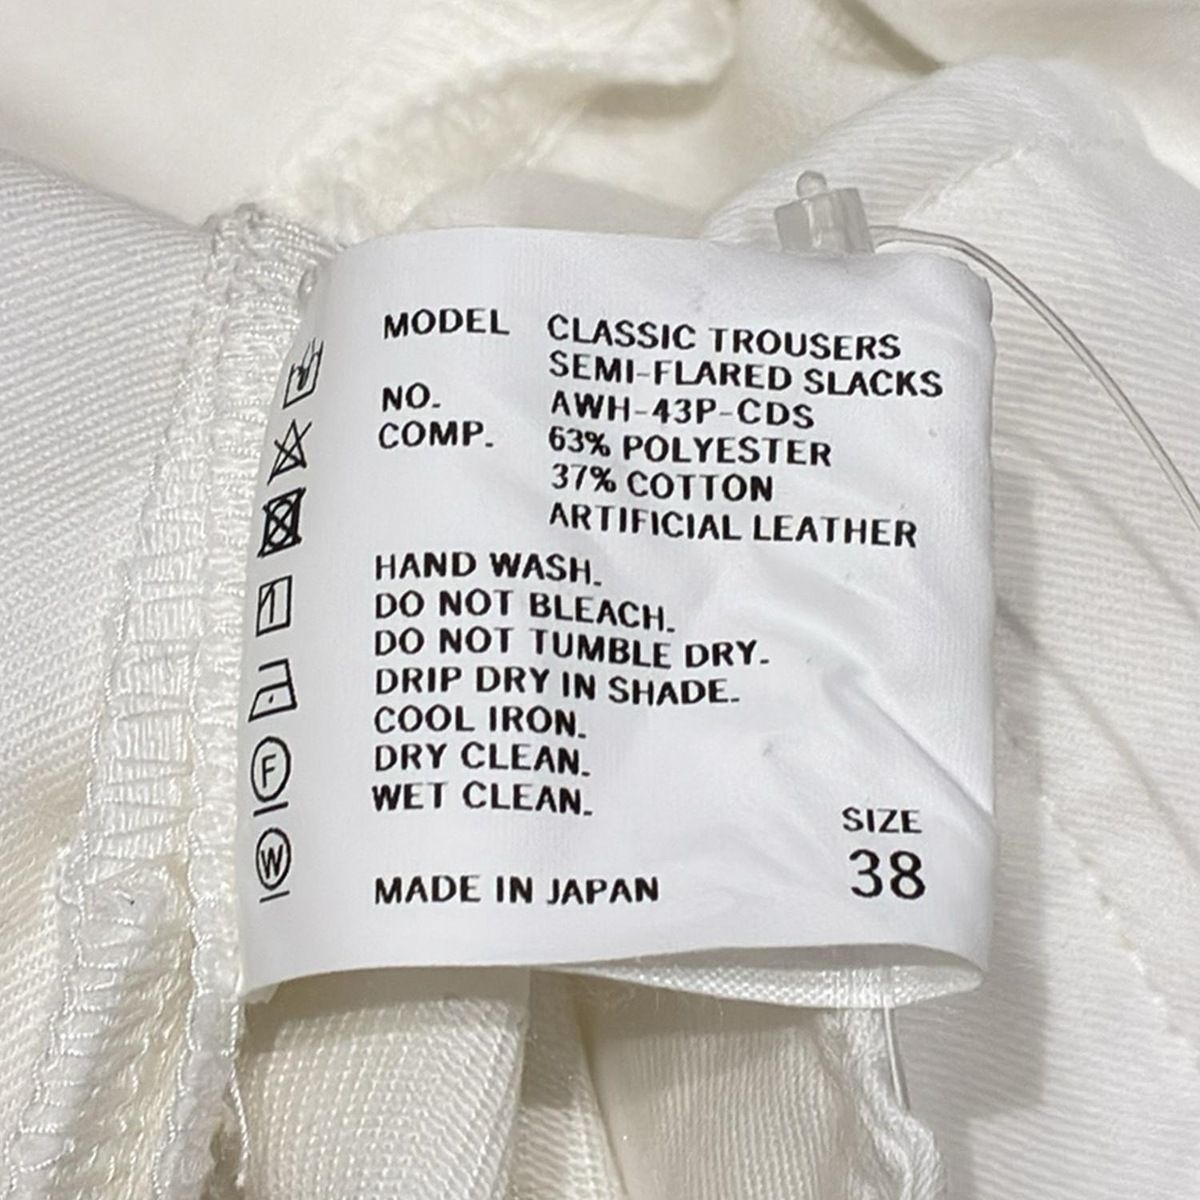 MODEL CLASSIC TROUSERS
SEMI-FLARED SLACKS
NO. AWH-43P-CDS
COMP. 63% POLYESTER
37% COTTON
ARTIFICIAL LEATHER
HAND WASH.
DO NOT BLEACH.
DO NOT TUMBLE DRY.
DRIP DRY IN SHADE.
COOL IRON.
DRY CLEAN.
F
WET CLEAN.
W
SIZE
38
MADE IN JAPAN